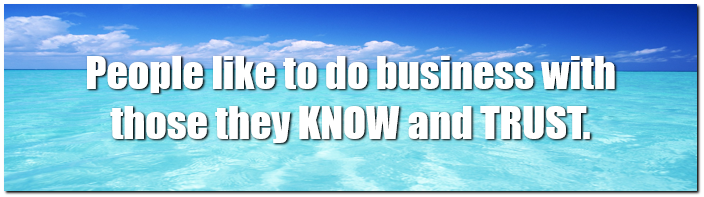 People like to do business with
those they KNOW and TRUST.